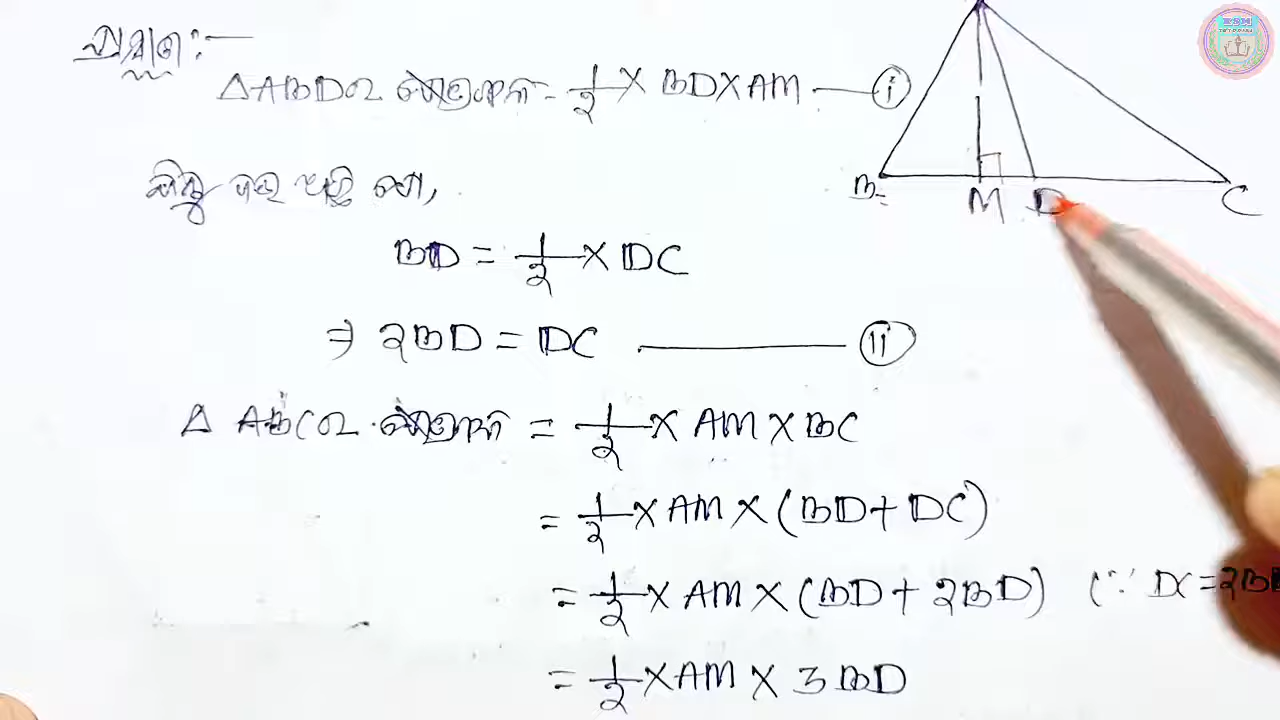 ପ୍ରମାଣ :—
△ABDର କ୍ଷେତ୍ରଫଳ = 1/2 × BD × AM —— (i)
କିନ୍ତୁ ଦତ୍ତ ଅଛି ଯେ,
BD = 1/2 × DC
⇒ 2BD = DC —— (ii)
△ ABCର କ୍ଷେତ୍ରଫଳ = 1/2 × AM × BC
= 1/2 × AM × (BD + DC)
= 1/2 × AM × (BD + 2BD) (∵ DC = 2BD
= 1/2 × AM × 3BD
B M D C
KSM